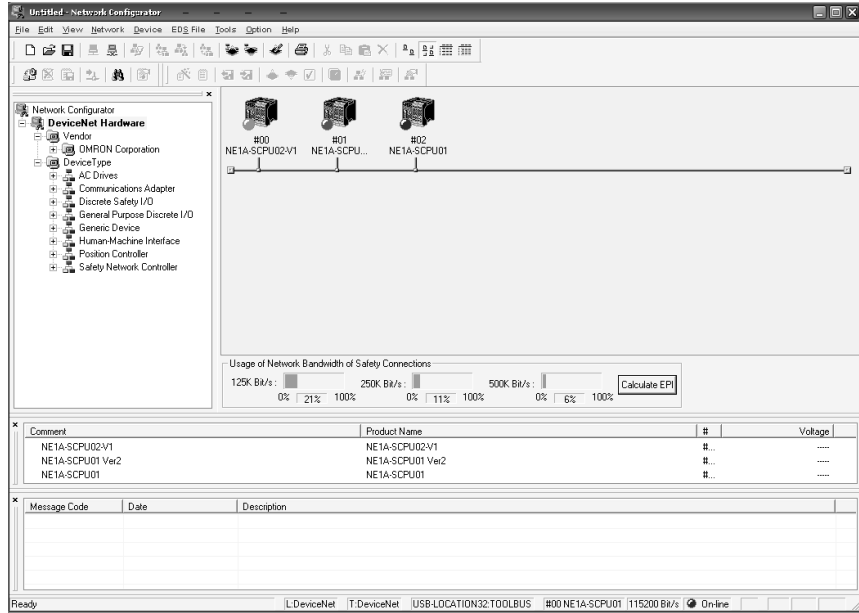 Untitled - Network Configurator
File Edit View Network Device EDS File Tools Option Help
Network Configurator
DeviceNet Hardware
Vendor
OMRON Corporation
DeviceType
AC Drives
Communications Adapter
Discrete Safety I/O
General Purpose Discrete I/O
Generic Device
Human-Machine Interface
Position Controller
Safety Network Controller
#00 #01 #02
NE1A-SCPU02-V1 NE1A-SCPU... NE1A-SCPU01
Usage of Network Bandwidth of Safety Connections
125K Bit/s : 250K Bit/s : 500K Bit/s : Calculate EPI
0% 21% 100% 0% 11% 100% 0% 6% 100%
Comment Product Name # Voltage
NE1A-SCPU02-V1 NE1A-SCPU02-V1 #... -----
NE1A-SCPU01 Ver2 NE1A-SCPU01 Ver2 #... -----
NE1A-SCPU01 NE1A-SCPU01 #... -----
Message Code Date Description
Ready L:DeviceNet T:DeviceNet USB-LOCATION32:TOOLBUS #00 NE1A-SCPU01 115200 Bit/s On-line